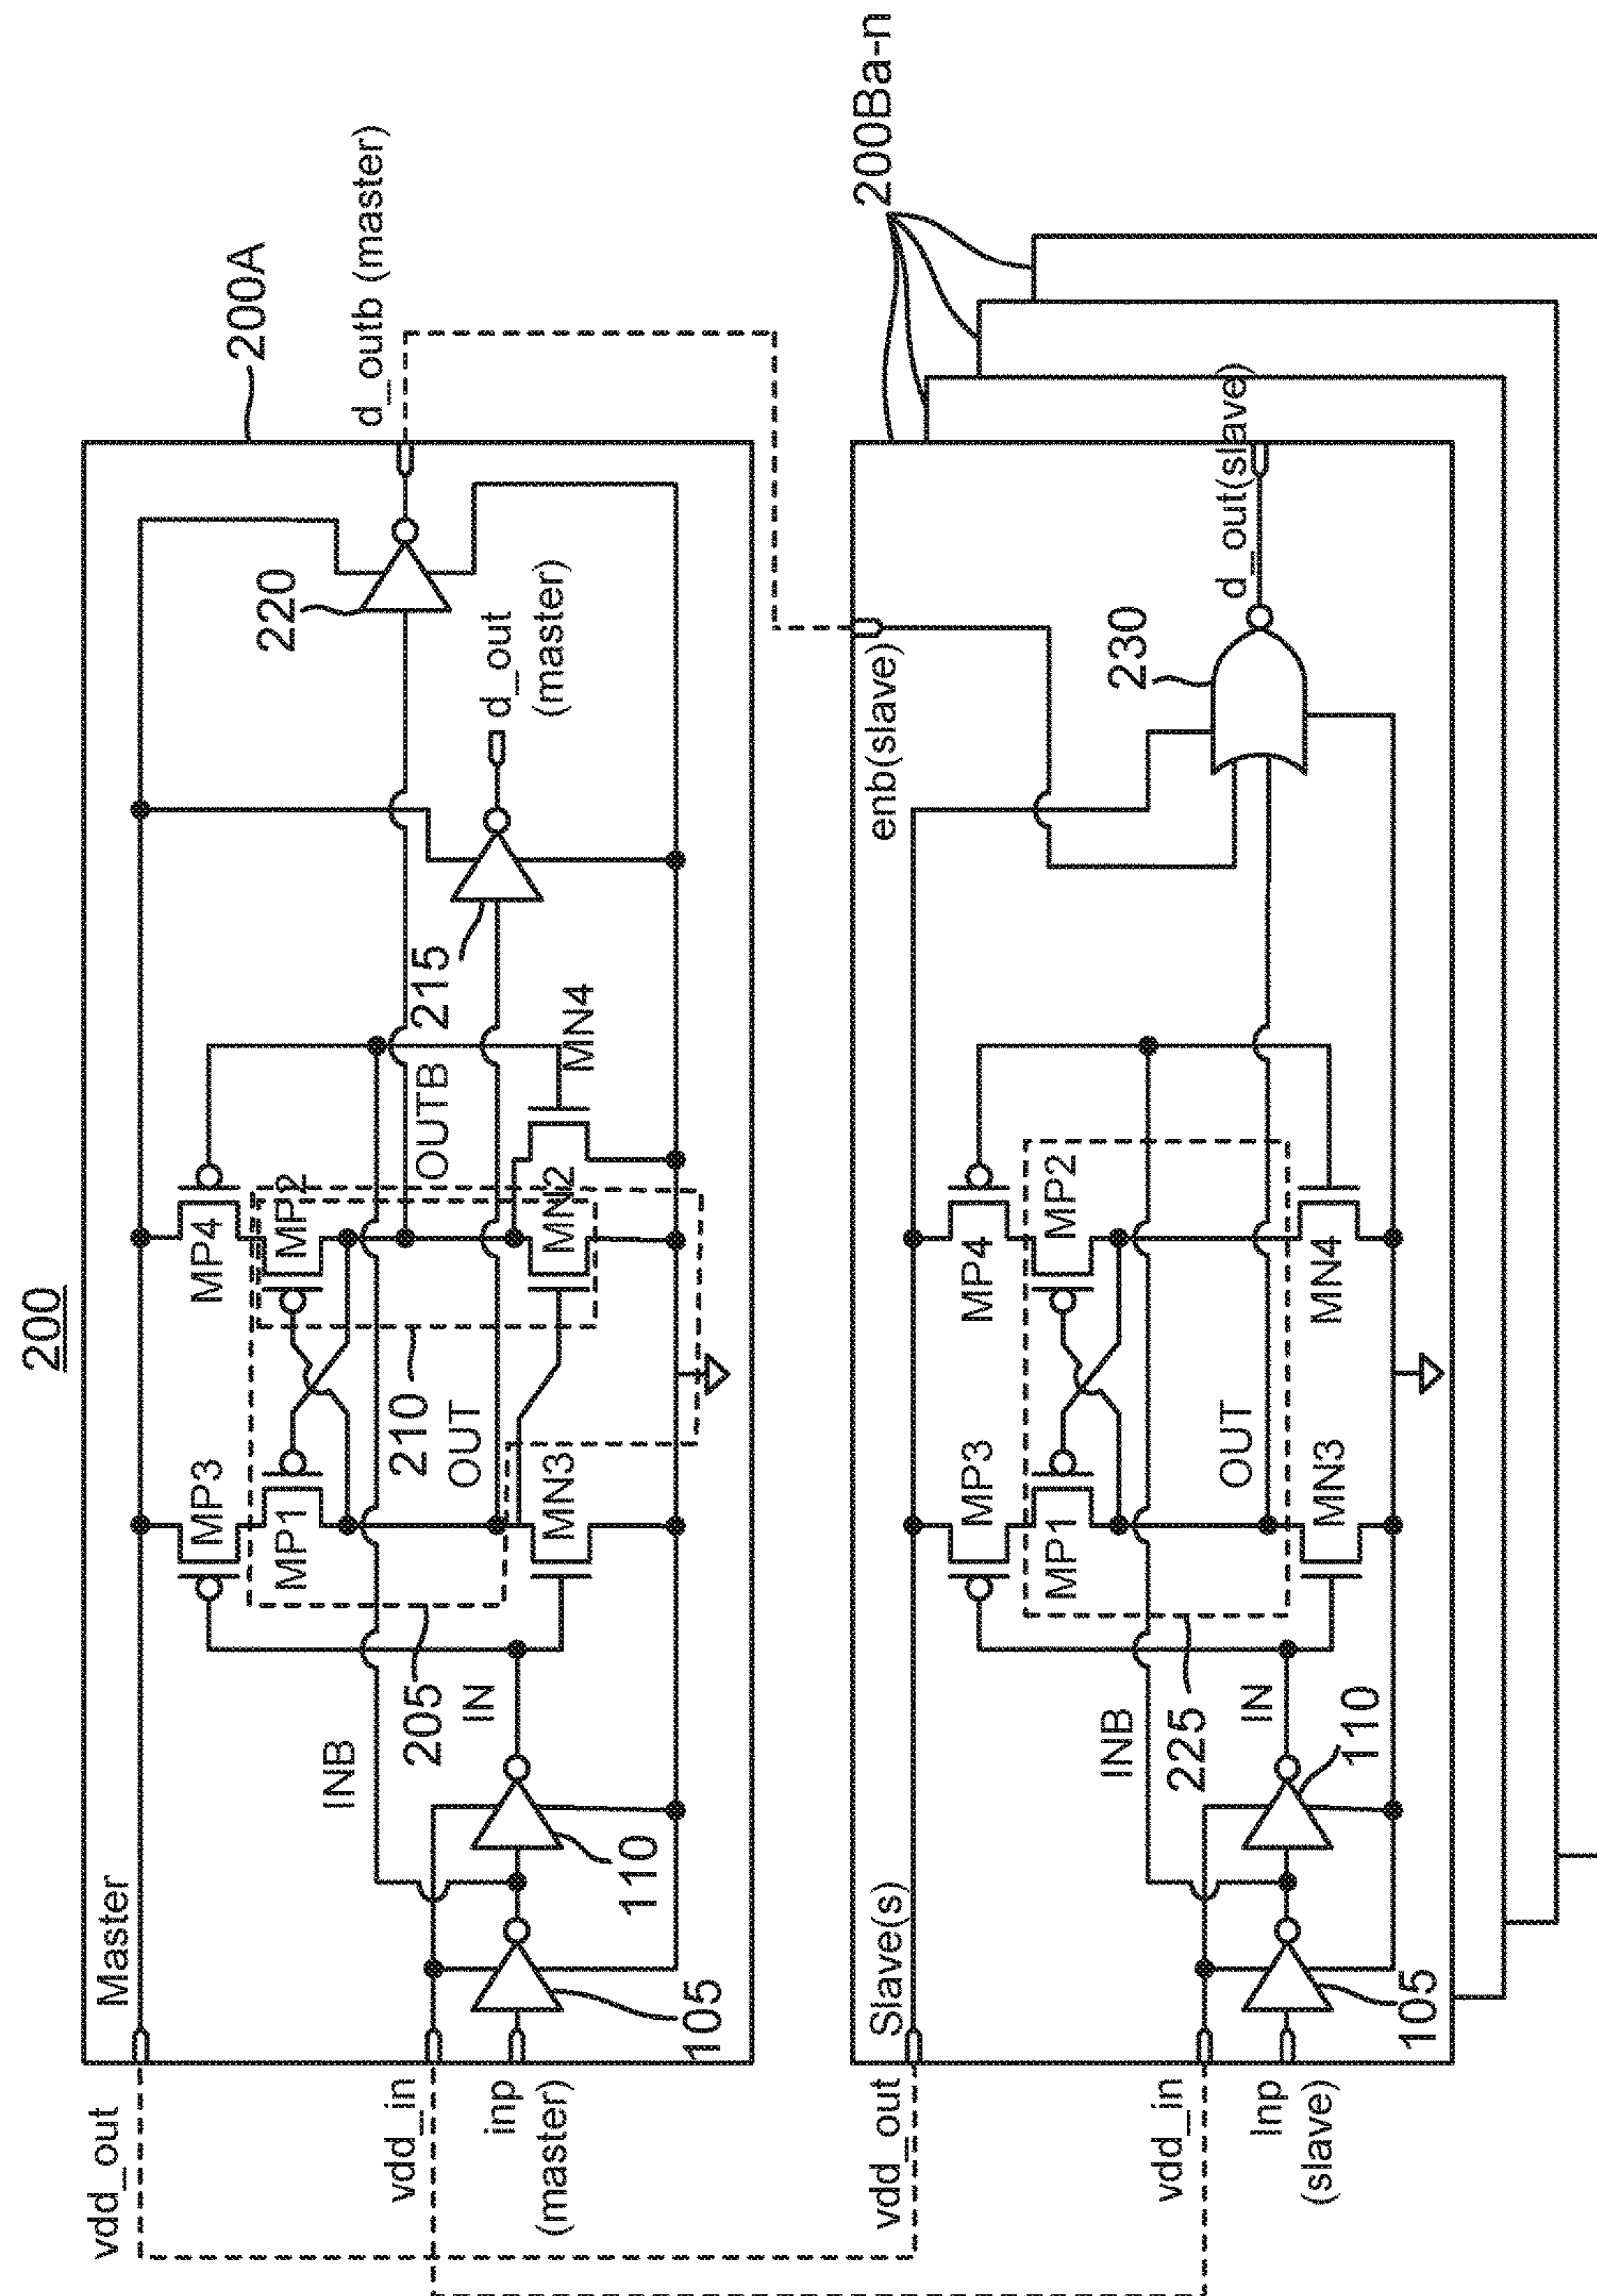 200
Master
200A
vdd_out
vdd_in
inp
(master)
105
110
INB
IN
205
MP3
MP1
MN3
OUT
210
MP4
MP2
MN2
MN4
OUTB
215
220
d_out
(master)
d_outb (master)
Slave(s)
200Ba-n
vdd_out
vdd_in
Inp
(slave)
105
110
INB
IN
225
MP3
MP1
MN3
OUT
MP4
MP2
MN4
enb(slave)
230
d_out(slave)